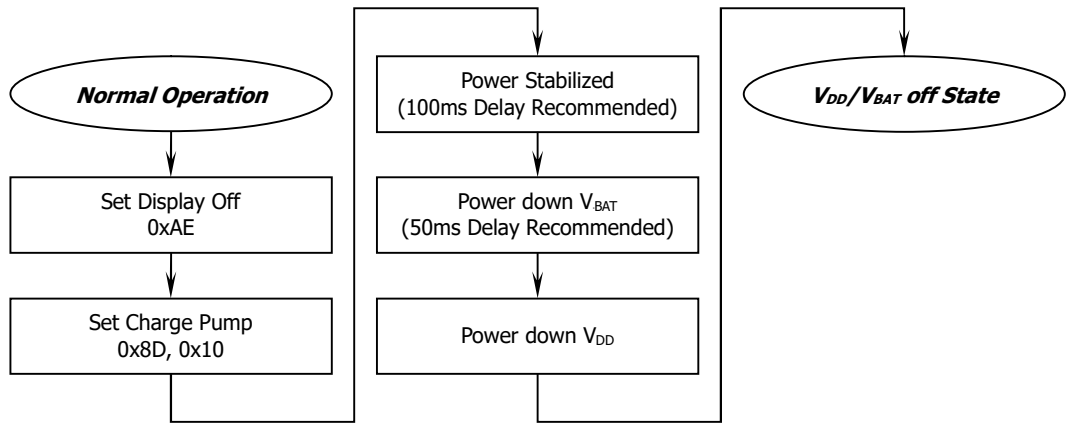 Normal Operation
Set Display Off
0xAE
Set Charge Pump
0x8D, 0x10
Power Stabilized
(100ms Delay Recommended)
Power down VBAT
(50ms Delay Recommended)
Power down VDD
VDD/VBAT off State